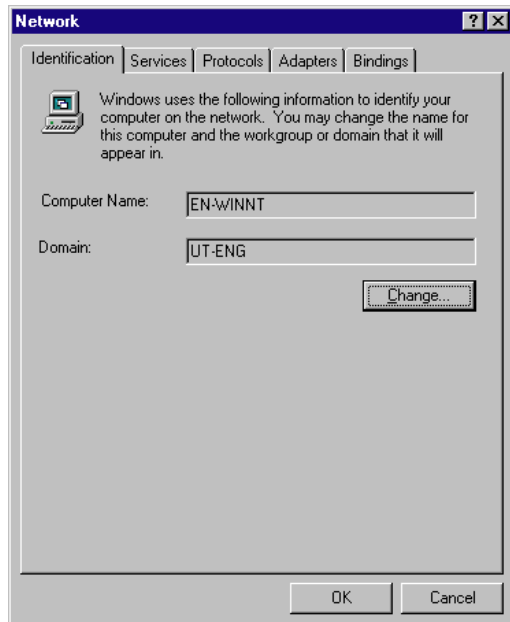 Network
Identification Services Protocols Adapters Bindings
Windows uses the following information to identify your
computer on the network. You may change the name for
this computer and the workgroup or domain that it will
appear in.
Computer Name: EN-WINNT
Domain: UT-ENG
Change...
OK Cancel